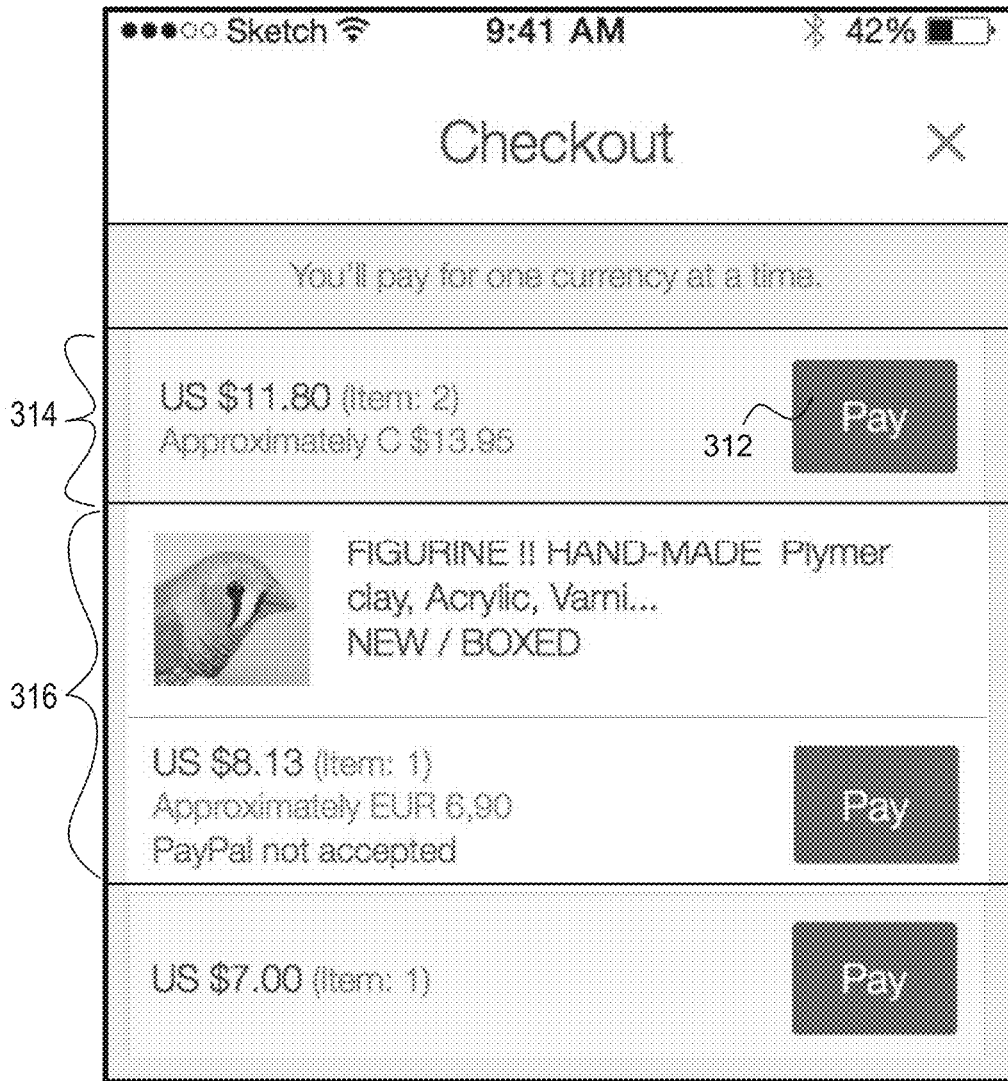 Sketch 9:41 AM 42%
Checkout ×
You'll pay for one currency at a time.
314
US $11.80 (Item: 2)
Approximately C $13.95
312
Pay
316
FIGURINE !! HAND-MADE Plymer
clay, Acrylic, Varni...
NEW / BOXED
US $8.13 (Item: 1)
Approximately EUR 6,90
PayPal not accepted
Pay
US $7.00 (Item: 1)
Pay